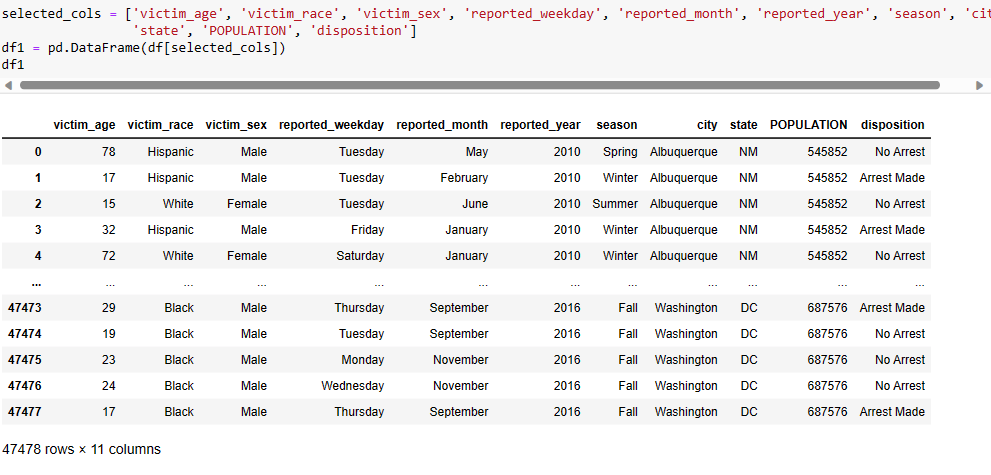 selected_cols = ['victim_age', 'victim_race', 'victim_sex', 'reported_weekday', 'reported_month', 'reported_year', 'season', 'cit
'state', 'POPULATION', 'disposition']
df1 = pd.DataFrame(df[selected_cols])
df1
victim_age victim_race victim_sex reported_weekday reported_month reported_year season city state POPULATION disposition
0 78 Hispanic Male Tuesday May 2010 Spring Albuquerque NM 545852 No Arrest
1 17 Hispanic Male Tuesday February 2010 Winter Albuquerque NM 545852 Arrest Made
2 15 White Female Tuesday June 2010 Summer Albuquerque NM 545852 No Arrest
3 32 Hispanic Male Friday January 2010 Winter Albuquerque NM 545852 Arrest Made
4 72 White Female Saturday January 2010 Winter Albuquerque NM 545852 No Arrest
... ... ... ... ... ... ... ... ... ... ... ...
47473 29 Black Male Thursday September 2016 Fall Washington DC 687576 Arrest Made
47474 19 Black Male Tuesday September 2016 Fall Washington DC 687576 No Arrest
47475 23 Black Male Monday November 2016 Fall Washington DC 687576 No Arrest
47476 24 Black Male Wednesday November 2016 Fall Washington DC 687576 No Arrest
47477 17 Black Male Thursday September 2016 Fall Washington DC 687576 Arrest Made
47478 rows × 11 columns